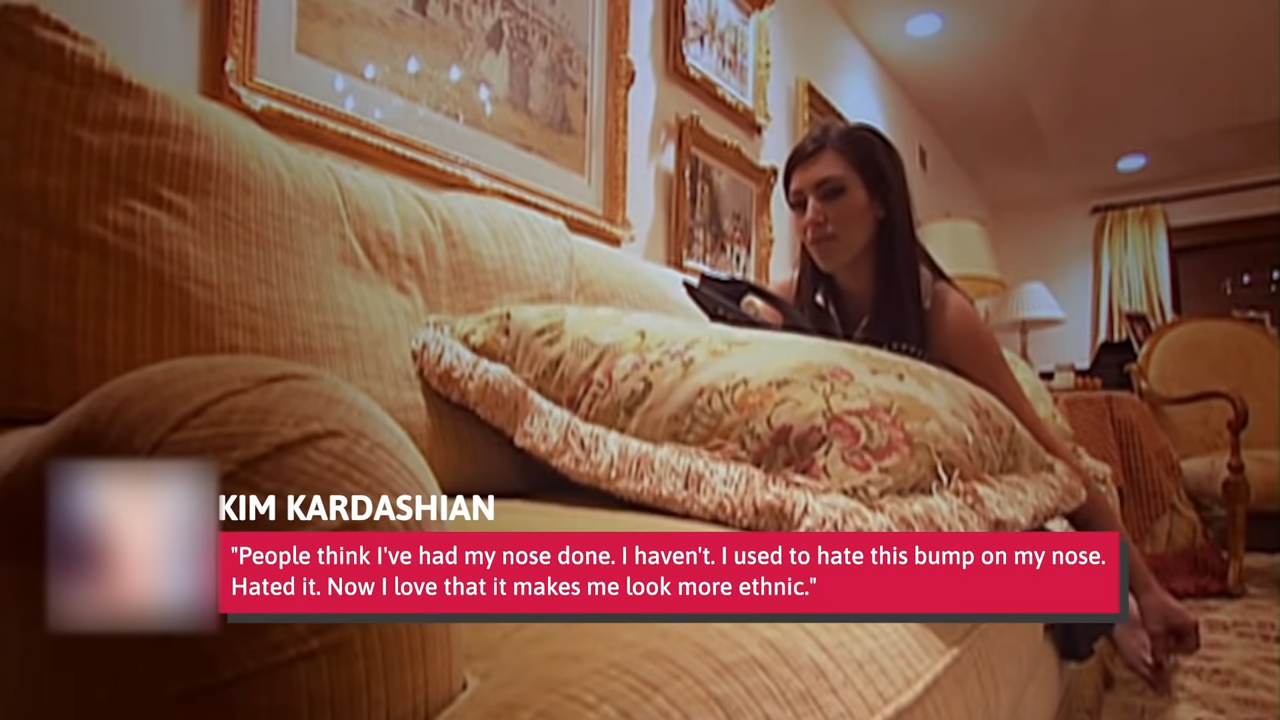 KIM KARDASHIAN
"People think I've had my nose done. I haven't. I used to hate this bump on my nose.
Hated it. Now I love that it makes me look more ethnic."